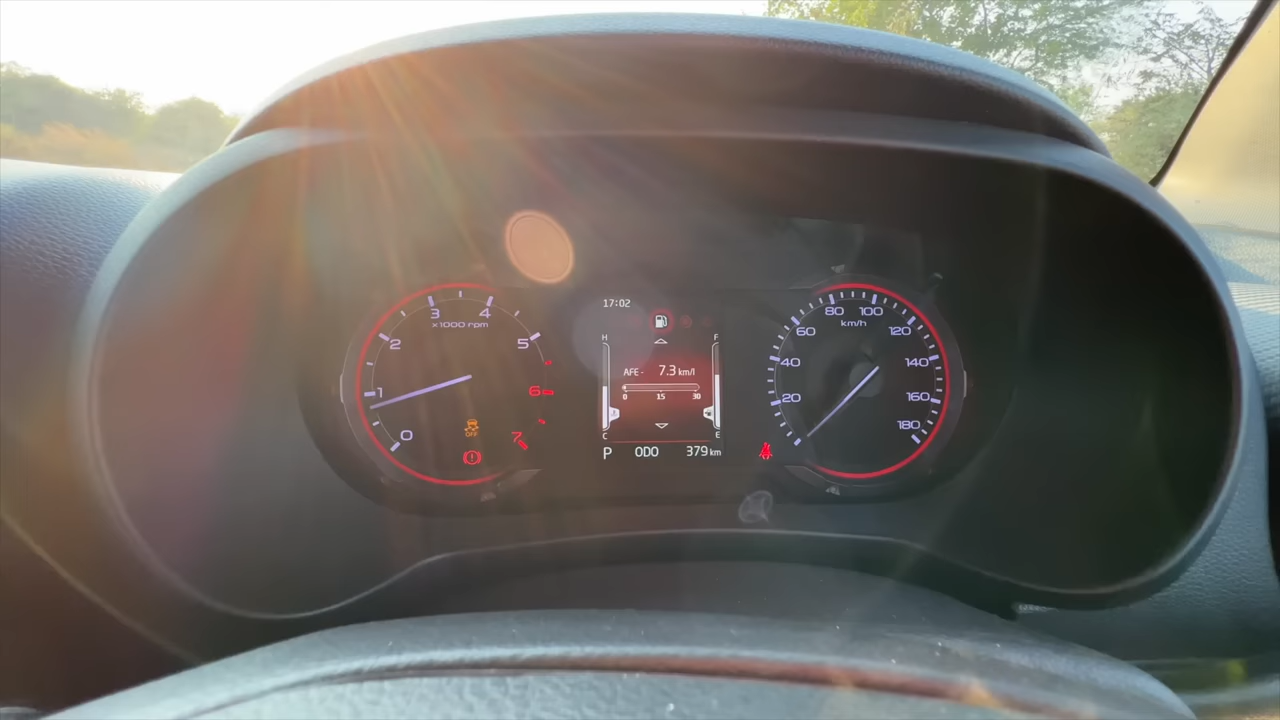 17:02
3 4
x1000 rpm
2 5
1 6
0 7
OFF
H F
AFE - 7.3 km/l
0 15 30
C E
P ODO 379 km
80 100
km/h
60 120
40 140
20 160
180